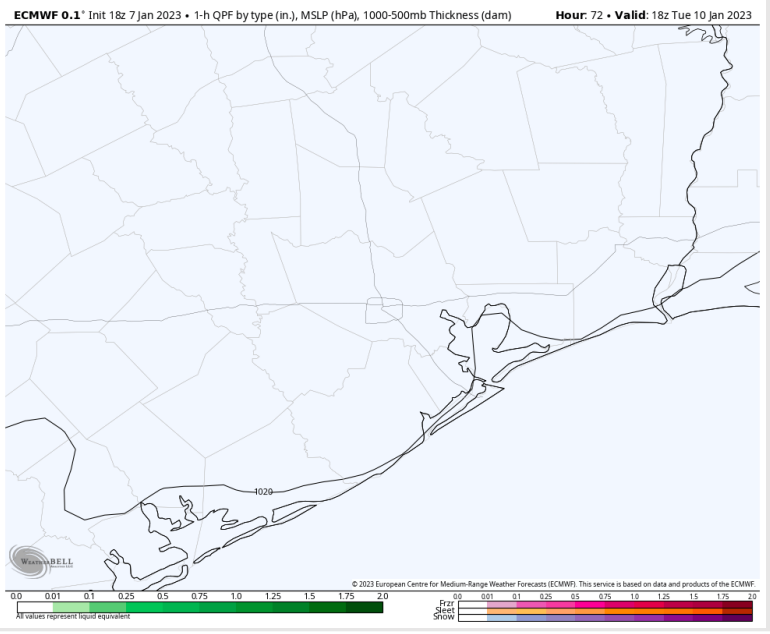 ECMWF 0.1° Init 18z 7 Jan 2023 • 1-h QPF by type (in.), MSLP (hPa), 1000-500mb Thickness (dam)
Hour: 72 • Valid: 18z Tue 10 Jan 2023
1020
WEATHERBELL
© 2023 European Centre for Medium-Range Weather Forecasts (ECMWF). This service is based on data and products of the ECMWF.
0.0 0.01 0.1 0.25 0.5 0.75 1.0 1.25 1.5 1.75 2.0
All values represent liquid equivalent
0.0 0.01 0.1 0.25 0.5 0.75 1.0 1.25 1.5 1.75 2.0
Frzr
Sleet
Snow